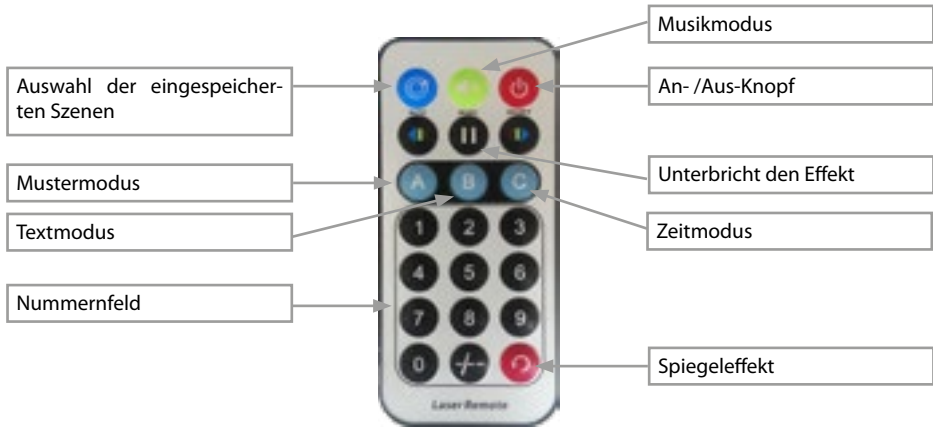 Musikmodus
Auswahl der eingespeicher-
ten Szenen
An- /Aus-Knopf
Unterbricht den Effekt
Mustermodus
A B C
Textmodus
Zeitmodus
1 2 3
4 5 6
Nummernfeld
7 8 9
0 -/--
Spiegeleffekt
Laser Remote